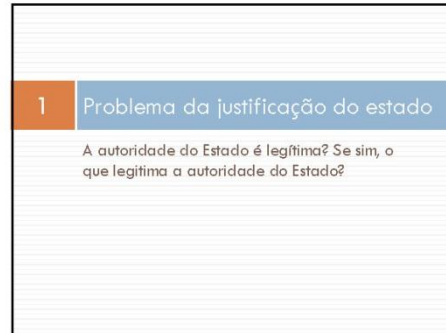 1 Problema da justificação do estado
A autoridade do Estado é legítima? Se sim, o
que legitima a autoridade do Estado?